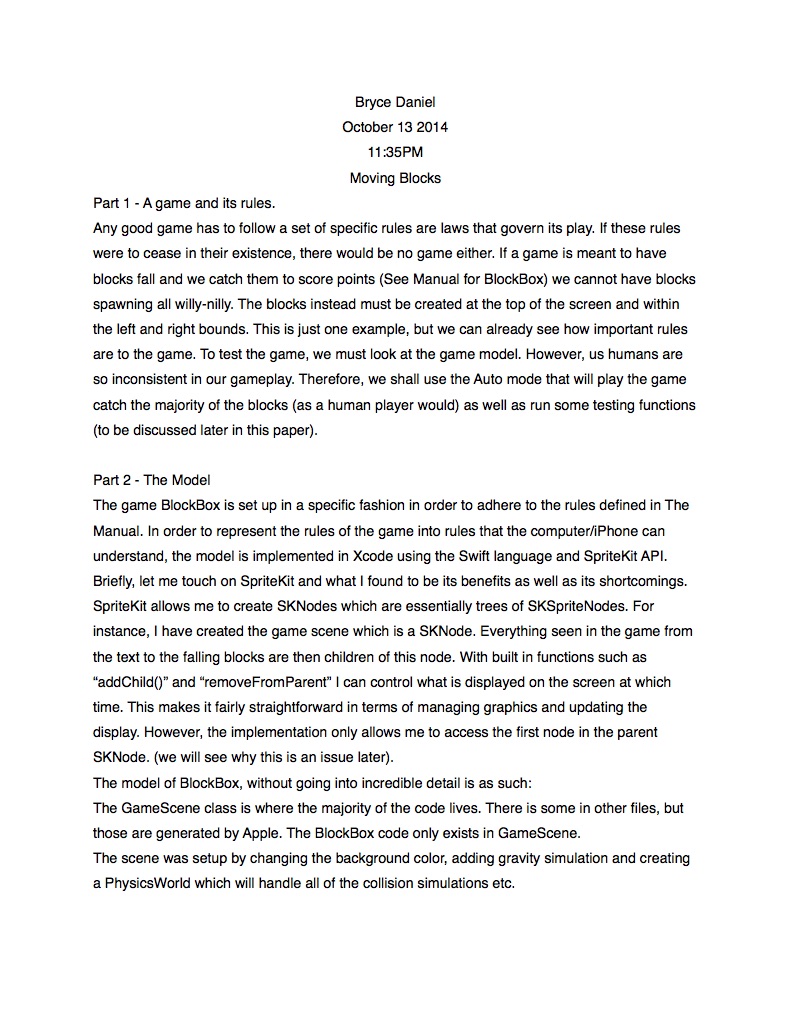 Bryce Daniel
October 13 2014
11:35PM
Moving Blocks
Part 1 - A game and its rules.
Any good game has to follow a set of specific rules are laws that govern its play. If these rules
were to cease in their existence, there would be no game either. If a game is meant to have
blocks fall and we catch them to score points (See Manual for BlockBox) we cannot have blocks
spawning all willy-nilly. The blocks instead must be created at the top of the screen and within
the left and right bounds. This is just one example, but we can already see how important rules
are to the game. To test the game, we must look at the game model. However, us humans are
so inconsistent in our gameplay. Therefore, we shall use the Auto mode that will play the game
catch the majority of the blocks (as a human player would) as well as run some testing functions
(to be discussed later in this paper).
Part 2 - The Model
The game BlockBox is set up in a specific fashion in order to adhere to the rules defined in The
Manual. In order to represent the rules of the game into rules that the computer/iPhone can
understand, the model is implemented in Xcode using the Swift language and SpriteKit API.
Briefly, let me touch on SpriteKit and what I found to be its benefits as well as its shortcomings.
SpriteKit allows me to create SKNodes which are essentially trees of SKSpriteNodes. For
instance, I have created the game scene which is a SKNode. Everything seen in the game from
the text to the falling blocks are then children of this node. With built in functions such as
“addChild()” and “removeFromParent” I can control what is displayed on the screen at which
time. This makes it fairly straightforward in terms of managing graphics and updating the
display. However, the implementation only allows me to access the first node in the parent
SKNode. (we will see why this is an issue later).
The model of BlockBox, without going into incredible detail is as such:
The GameScene class is where the majority of the code lives. There is some in other files, but
those are generated by Apple. The BlockBox code only exists in GameScene.
The scene was setup by changing the background color, adding gravity simulation and creating
a PhysicsWorld which will handle all of the collision simulations etc.